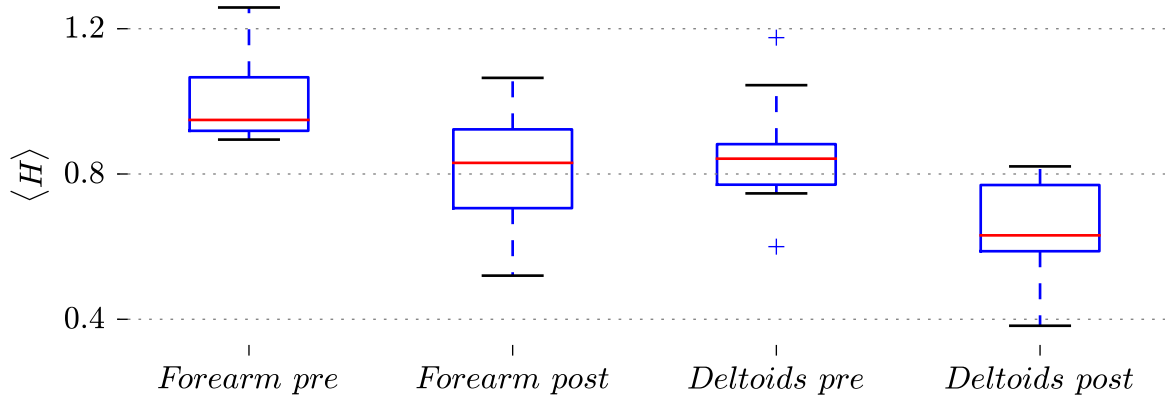 1.2
0.8
0.4
⟨H⟩
Forearm pre
Forearm post
Deltoids pre
Deltoids post